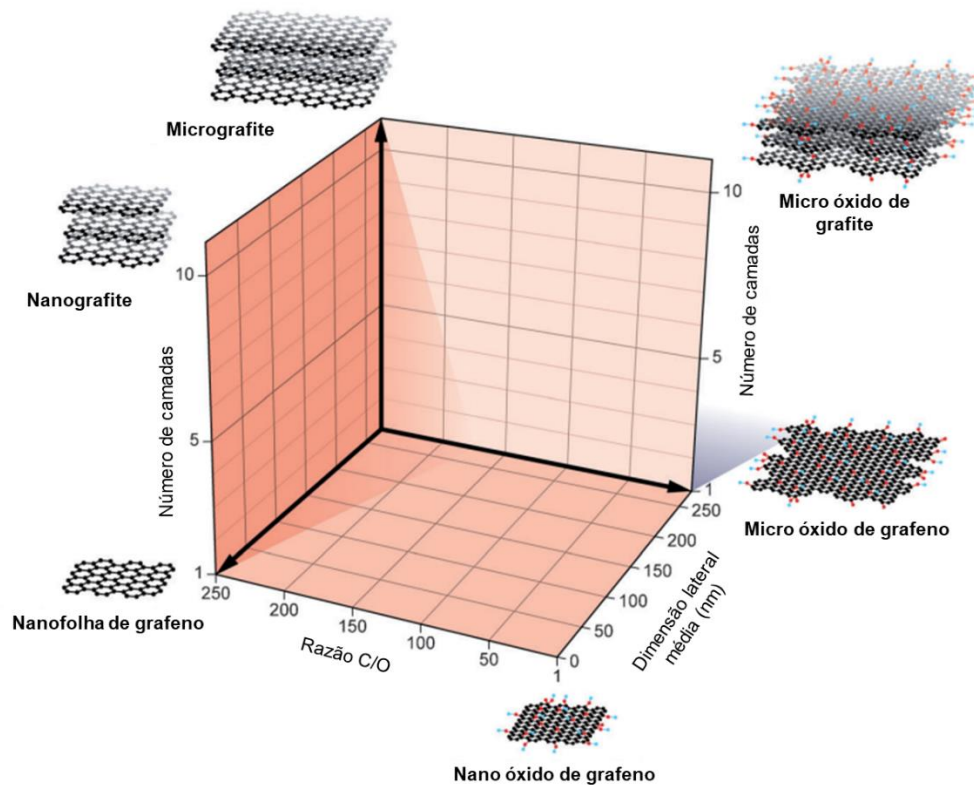 Micrografite
Micro óxido de
grafite
Nanografite
10
10
Número de camadas
Número de camadas
5
5
Micro óxido de grafeno
1
250
200
150
100
50
0
Dimensão lateral
média (nm)
Nanofolha de grafeno
1
250
200
150
100
50
1
Razão C/O
Nano óxido de grafeno